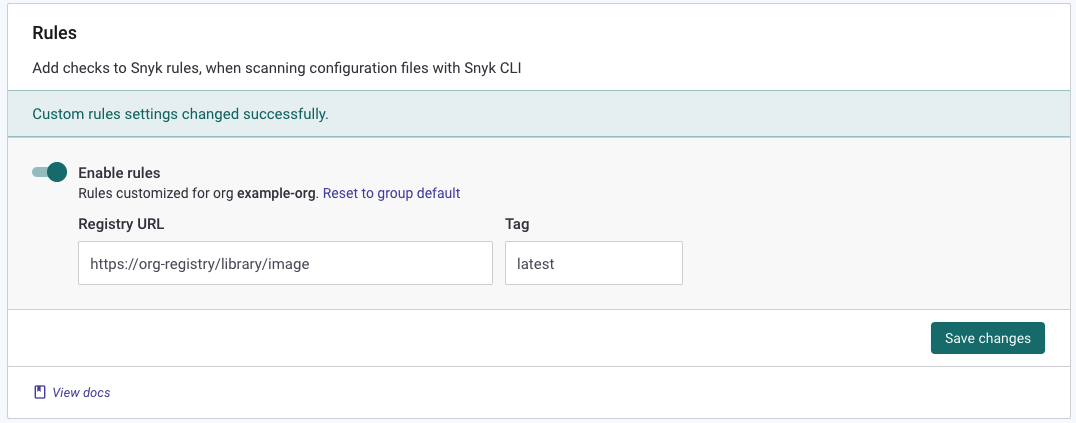 Rules
Add checks to Snyk rules, when scanning configuration files with Snyk CLI
Custom rules settings changed successfully.
Enable rules
Rules customized for org example-org. Reset to group default
Registry URL Tag
https://org-registry/library/image latest
Save changes
View docs